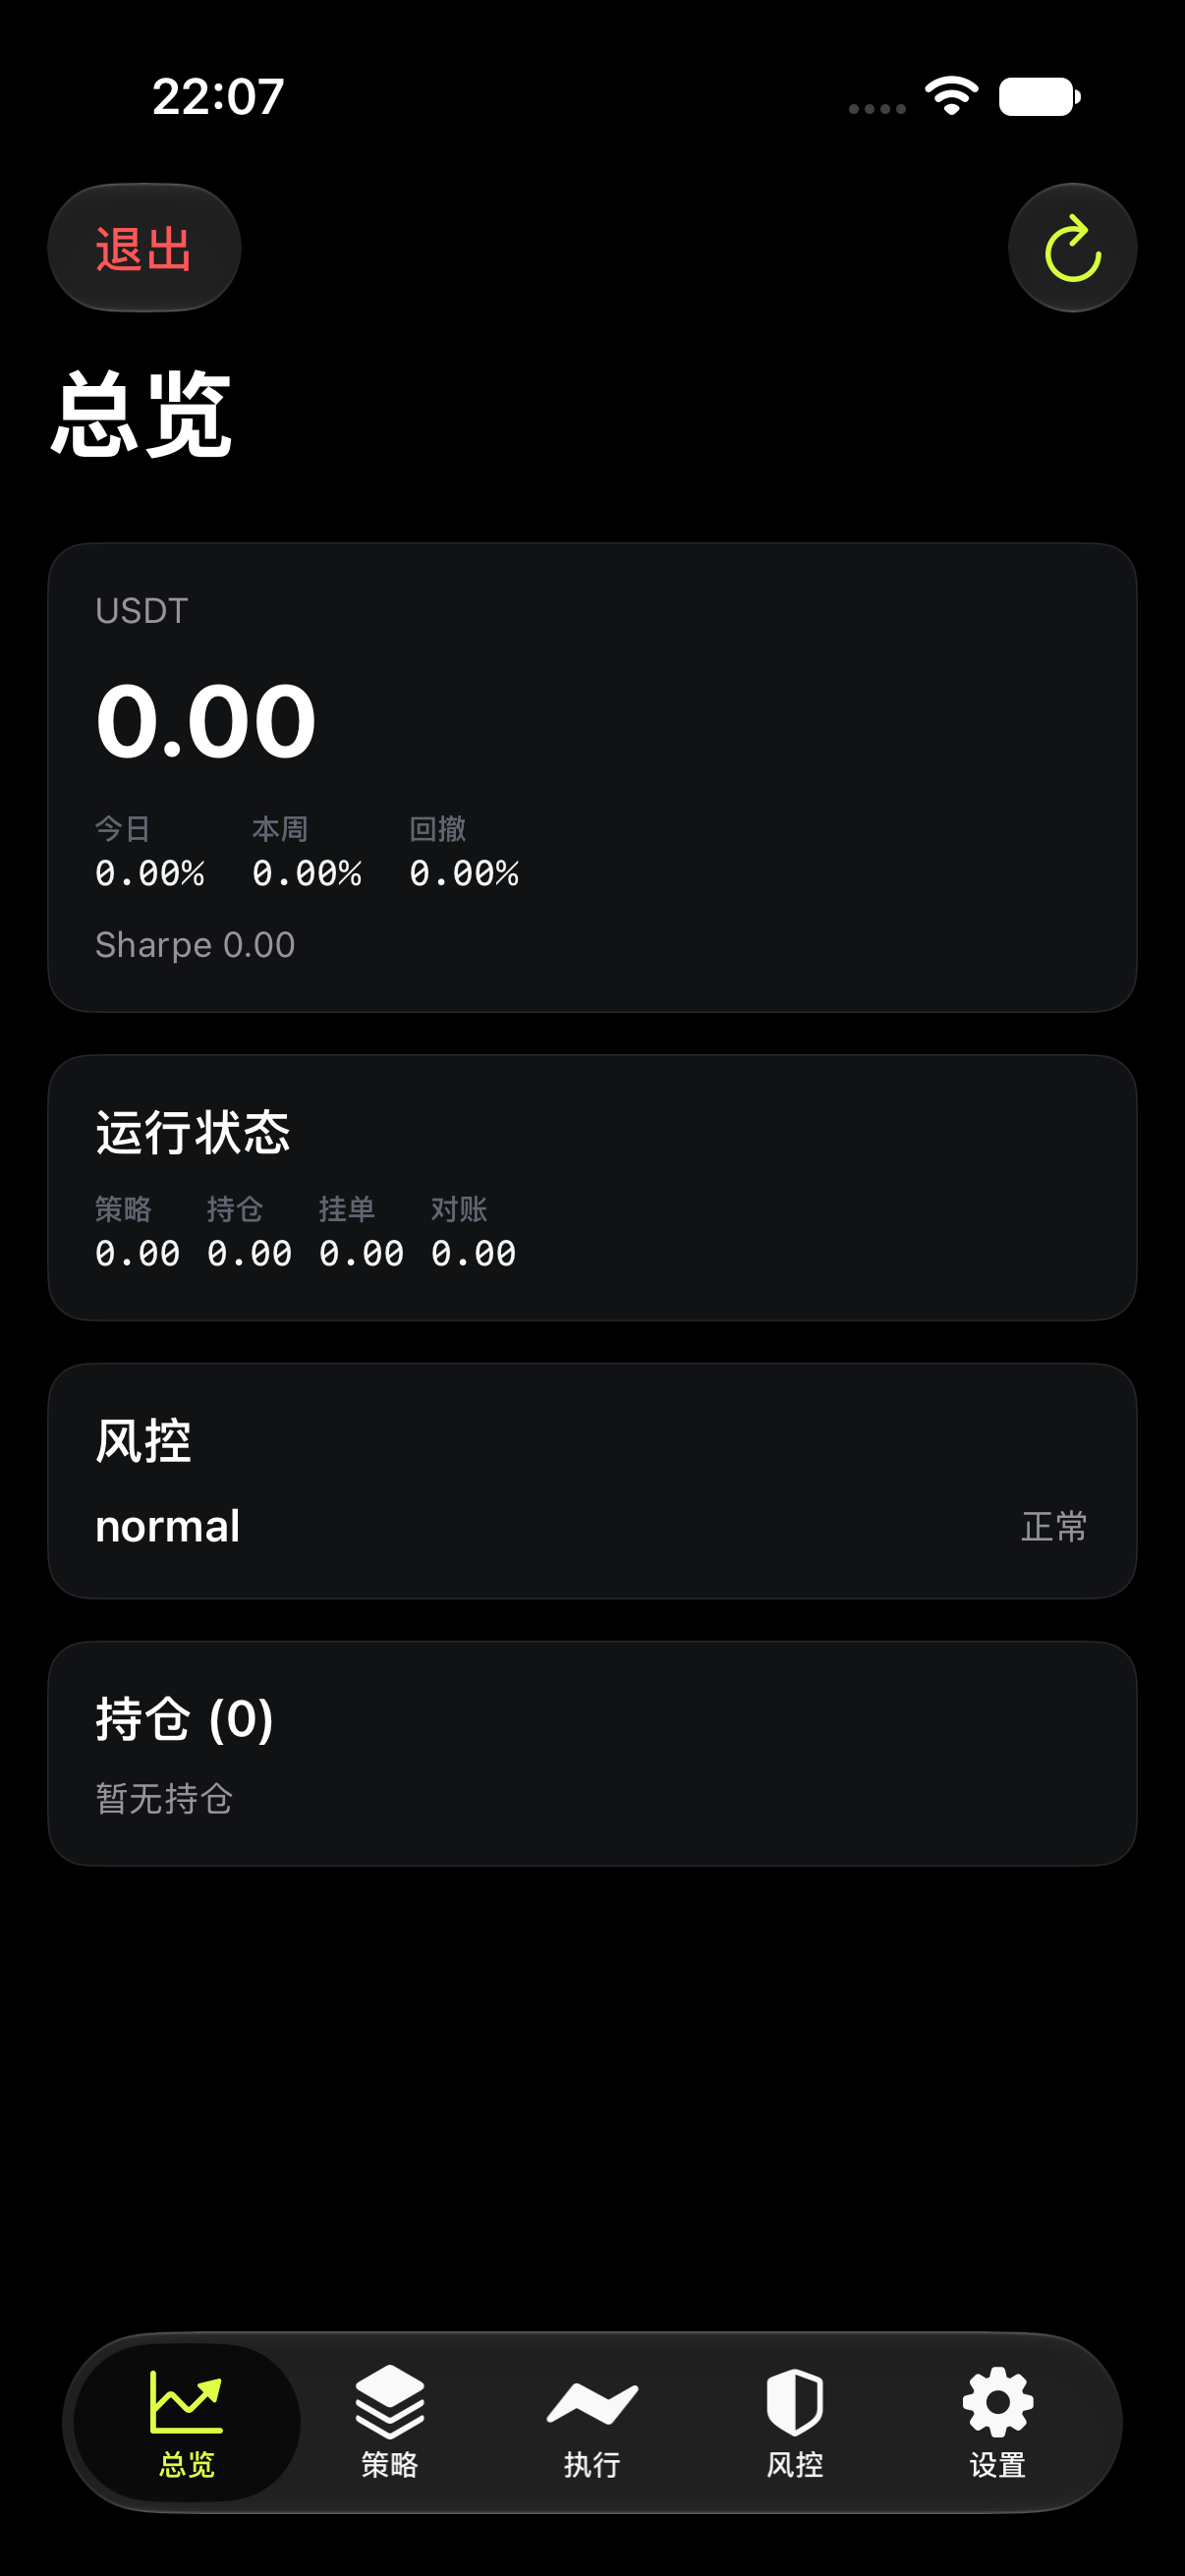 22:07
退出
总览
USDT
0.00
今日 本周 回撤
0.00% 0.00% 0.00%
Sharpe 0.00
运行状态
策略 持仓 挂单 对账
0.00 0.00 0.00 0.00
风控
normal 正常
持仓 (0)
暂无持仓
总览 策略 执行 风控 设置